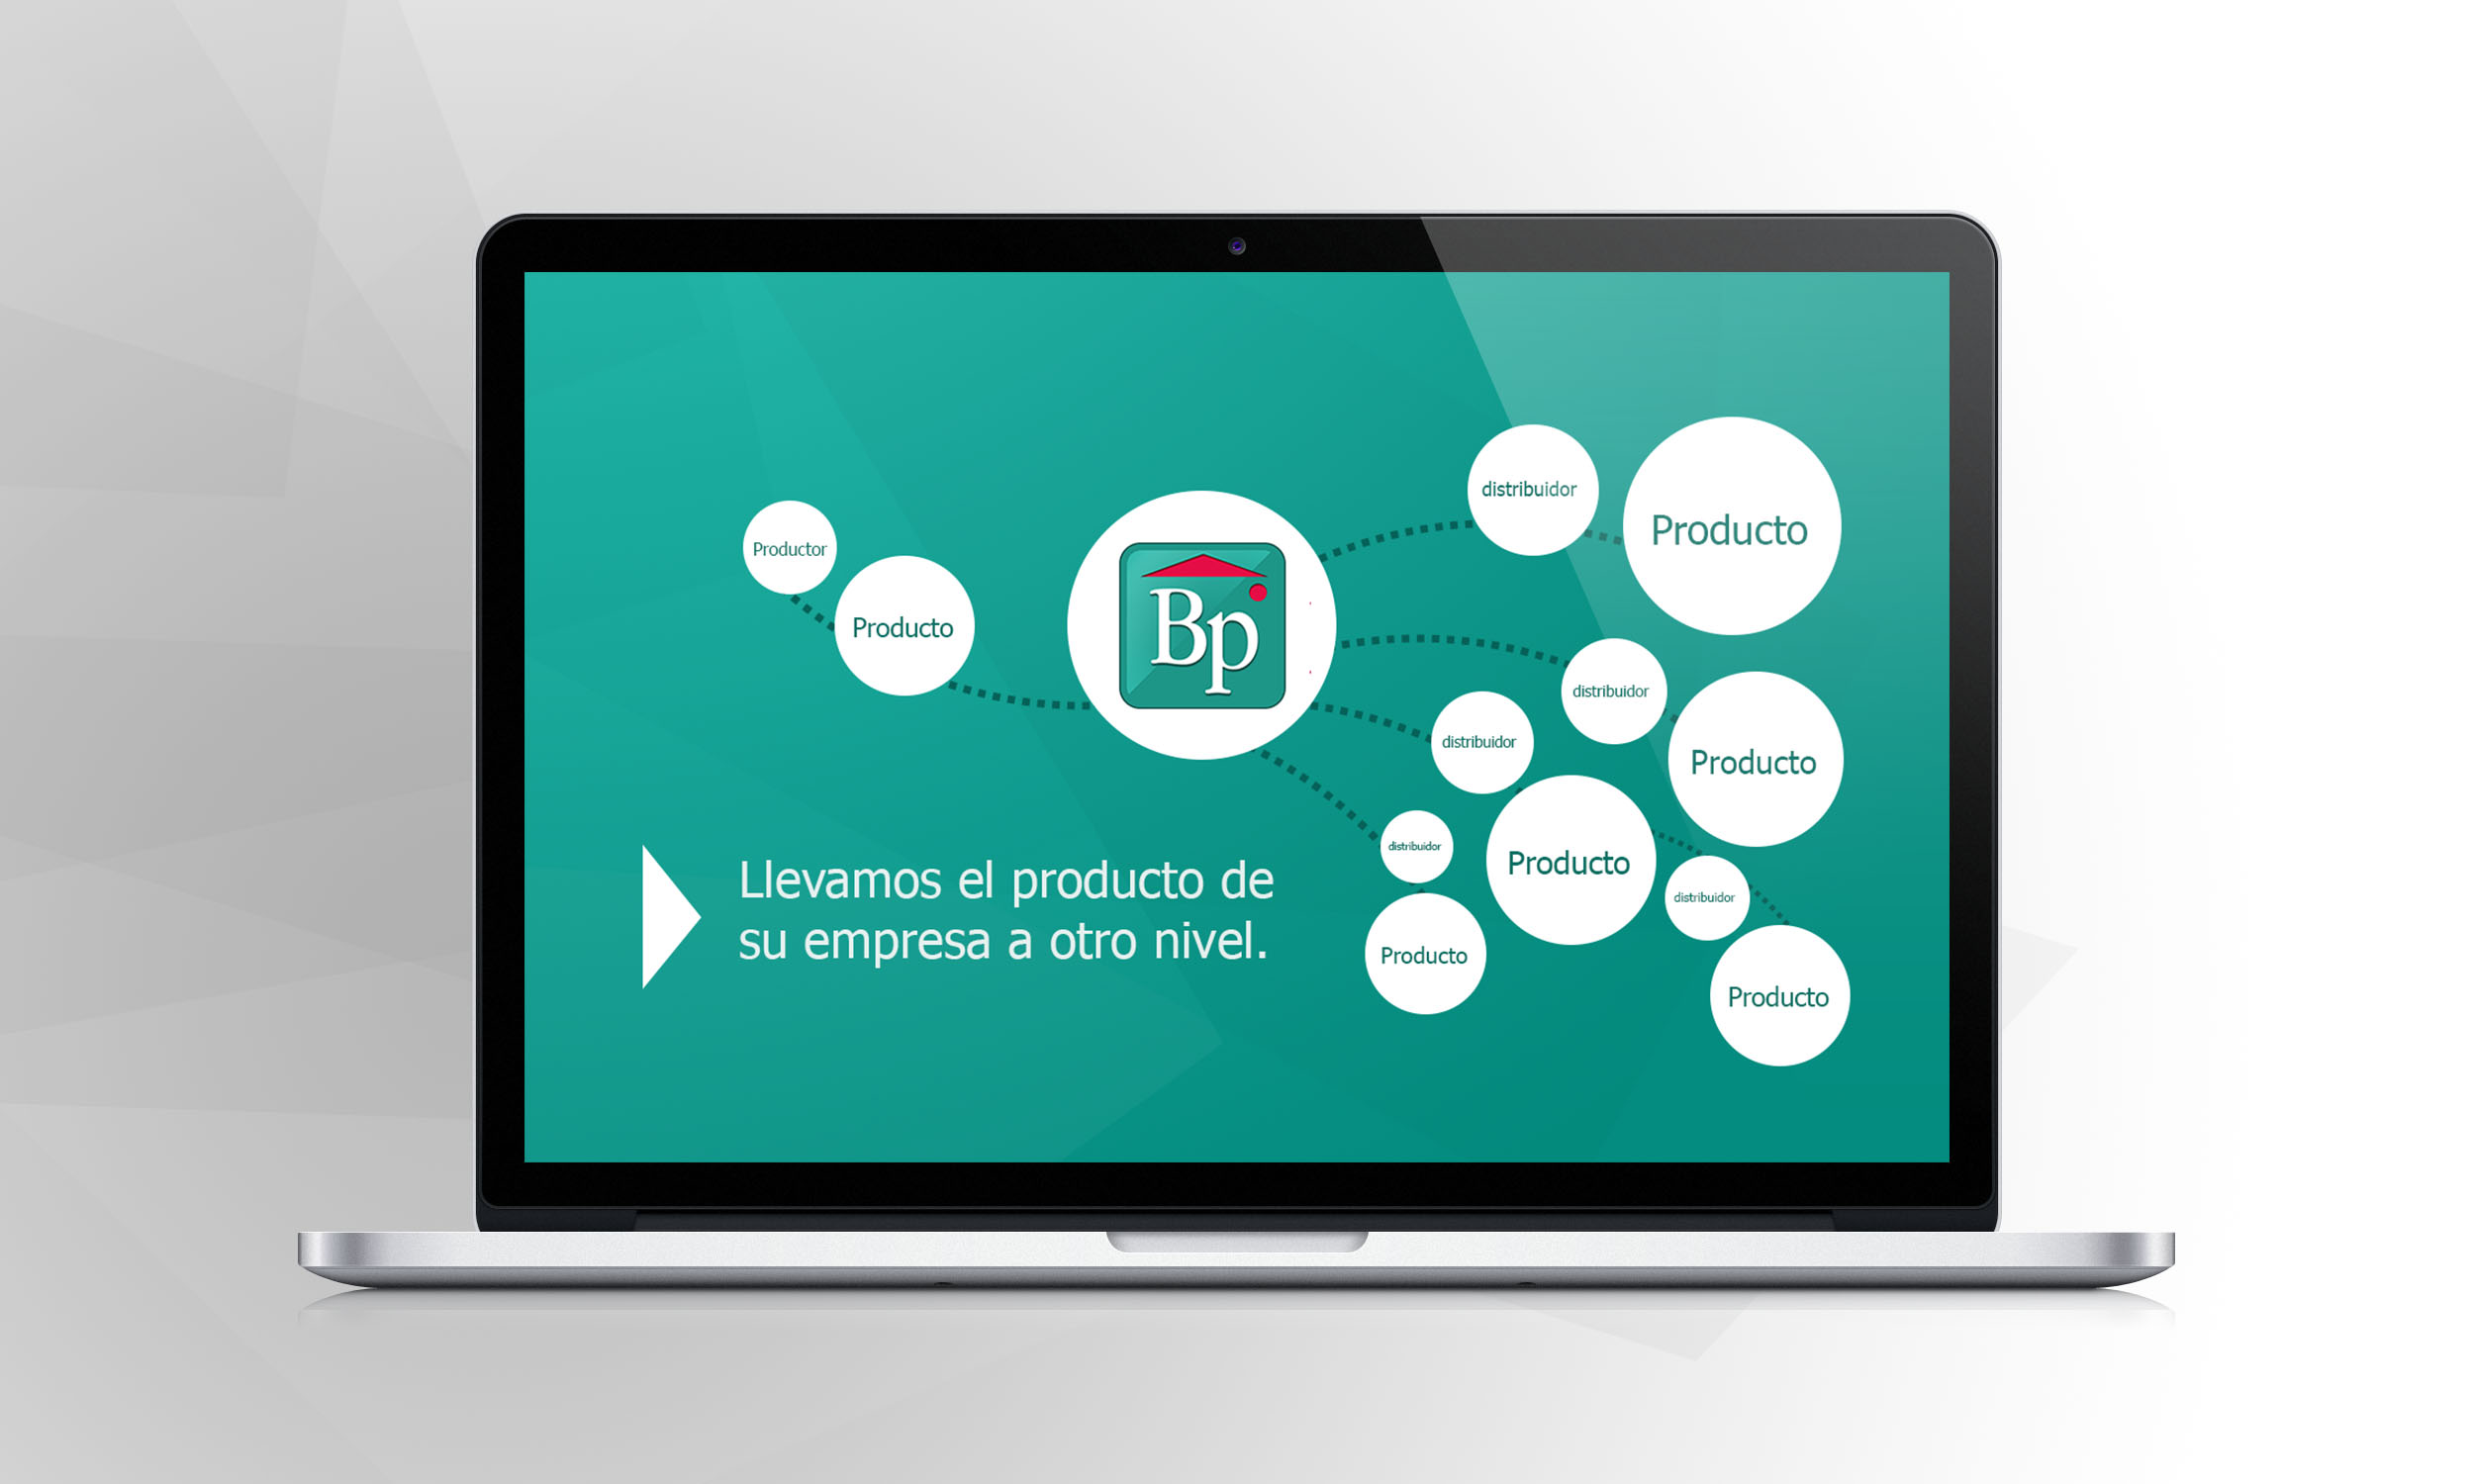 distribuidor
Producto
Productor
Producto
Bp
distribuidor
distribuidor
Producto
distribuidor
Producto
distribuidor
Producto
Producto
Llevamos el producto de
su empresa a otro nivel.